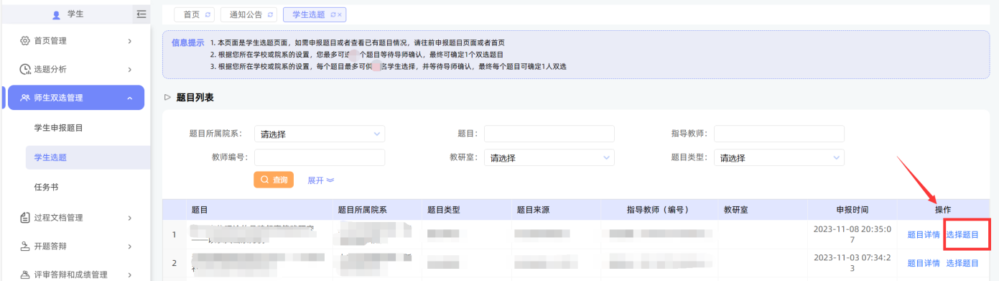 学生
首页 通知公告 学生选题
首页管理
选题分析
师生双选管理
学生申报题目
学生选题
任务书
过程文档管理
开题答辩
评审答辩和成绩管理
信息提示 1. 本页面是学生选题页面，如需申报题目或者查看已有题目情况，请往前申报题目页面或者首页
2. 根据您所在学校或院系的设置，您最多可选 个题目等待导师确认，最终可确定1个双选题目
3. 根据您所在学校或院系的设置，每个题目最多可供 名学生选择，并等待导师确认，最终每个题目可确定1人双选
题目列表
题目所属院系： 请选择 题目： 指导教师：
教师编号： 教研室： 请选择 题目类型： 请选择
查询 展开
题目 题目所属院系 题目类型 题目来源 指导教师（编号） 教研室 申报时间 操作
1 2023-11-08 20:35:0
7 题目详情 选择题目
2 2023-11-03 07:34:2
3 题目详情 选择题目